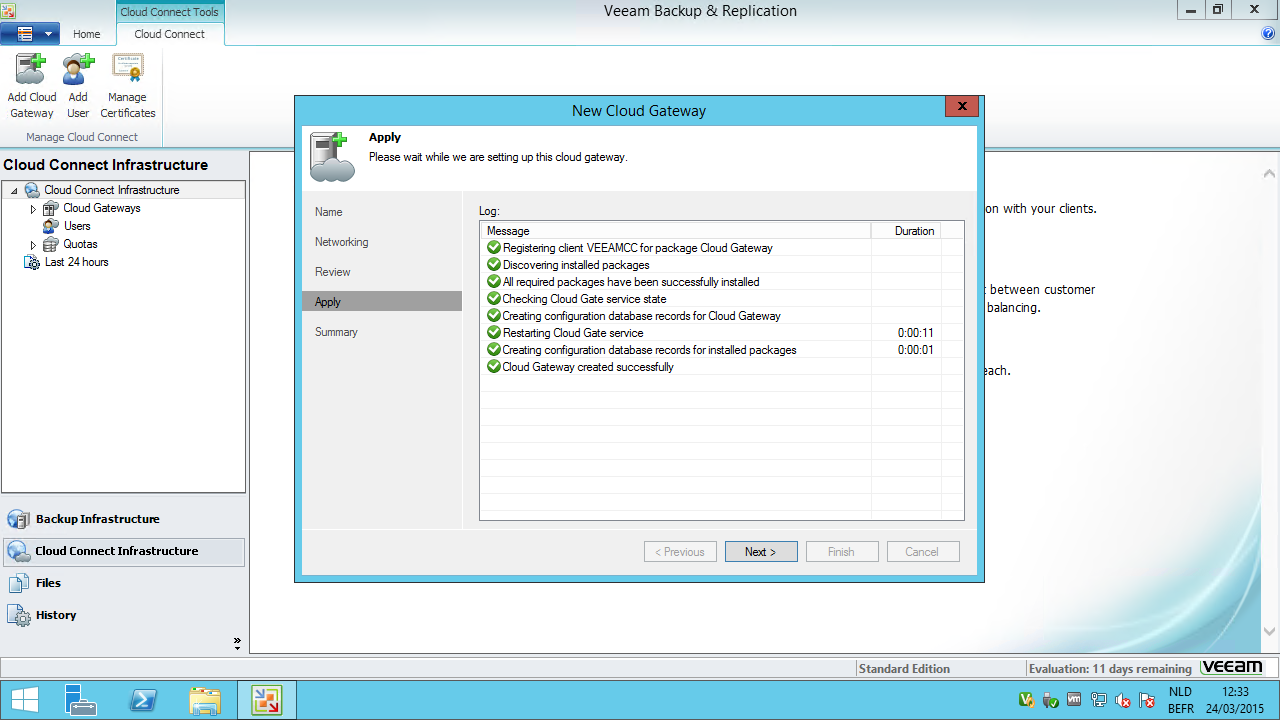 Cloud Connect Tools
Veeam Backup & Replication
Home
Cloud Connect
Add Cloud Gateway
Add User
Manage Certificates
Manage Cloud Connect
Cloud Connect Infrastructure
Cloud Connect Infrastructure
Cloud Gateways
Users
Quotas
Last 24 hours
Backup Infrastructure
Cloud Connect Infrastructure
Files
History
New Cloud Gateway
Apply
Please wait while we are setting up this cloud gateway.
Name
Networking
Review
Apply
Summary
Log:
Message Duration
Registering client VEEAMCC for package Cloud Gateway
Discovering installed packages
All required packages have been successfully installed
Checking Cloud Gate service state
Creating configuration database records for Cloud Gateway
Restarting Cloud Gate service 0:00:11
Creating configuration database records for installed packages 0:00:01
Cloud Gateway created successfully
< Previous
Next >
Finish
Cancel
on with your clients.
t between customer
balancing.
each.
Standard Edition
Evaluation: 11 days remaining
veeam
NLD
BEFR
12:33
24/03/2015